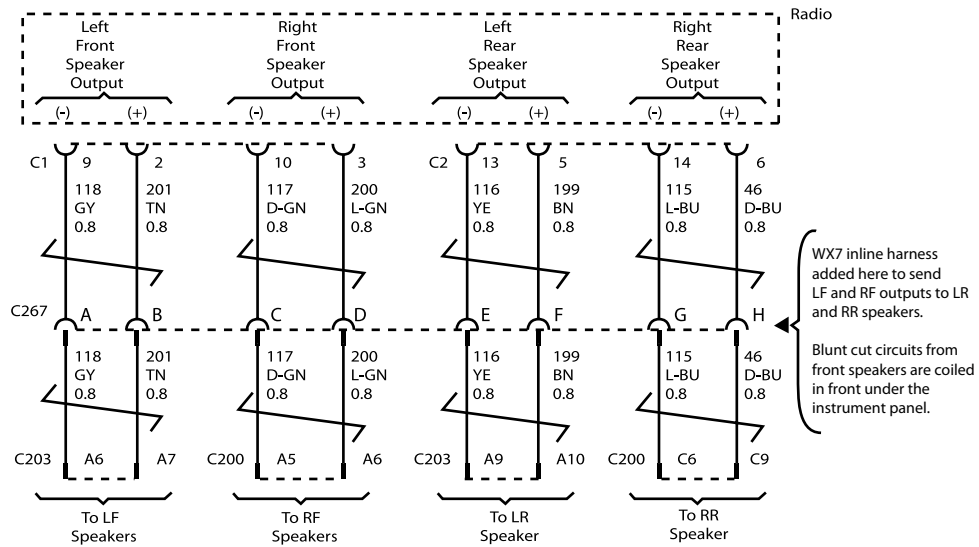 Radio
Left Front Speaker Output
Right Front Speaker Output
Left Rear Speaker Output
Right Rear Speaker Output
(-) (+) (-) (+) (-) (+) (-) (+)
C1 9 2 10 3 C2 13 5 14 6
118 201 117 200 116 199 115 46
GY TN D-GN L-GN YE BN L-BU D-BU
0.8 0.8 0.8 0.8 0.8 0.8 0.8 0.8
C267 A B C D E F G H
118 201 117 200 116 199 115 46
GY TN D-GN L-GN YE BN L-BU D-BU
0.8 0.8 0.8 0.8 0.8 0.8 0.8 0.8
C203 A6 A7 C200 A5 A6 C203 A9 A10 C200 C6 C9
To LF Speakers
To RF Speakers
To LR Speaker
To RR Speaker
WX7 inline harness
added here to send
LF and RF outputs to LR
and RR speakers.
Blunt cut circuits from
front speakers are coiled
in front under the
instrument panel.